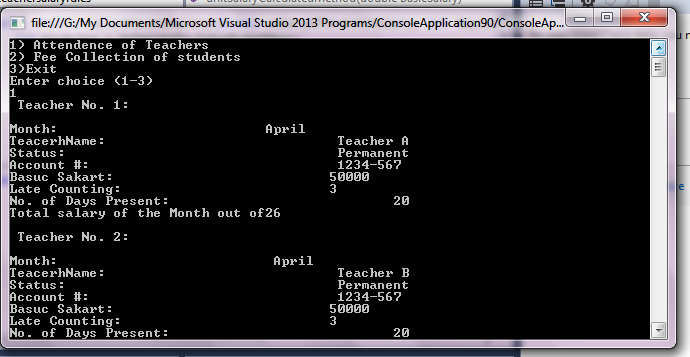 file:///G:/My Documents/Microsoft Visual Studio 2013 Programs/ConsoleApplication90/ConsoleAp...
1) Attendence of Teachers
2) Fee Collection of students
3)Exit
Enter choice (1-3)
1
Teacher No. 1:
Month: April
TeacerhName: Teacher A
Status: Permanent
Account #: 1234-567
Basuc Sakart: 50000
Late Counting: 3
No. of Days Present: 20
Total salary of the Month out of26
Teacher No. 2:
Month: April
TeacerhName: Teacher B
Status: Permanent
Account #: 1234-567
Basuc Sakart: 50000
Late Counting: 3
No. of Days Present: 20